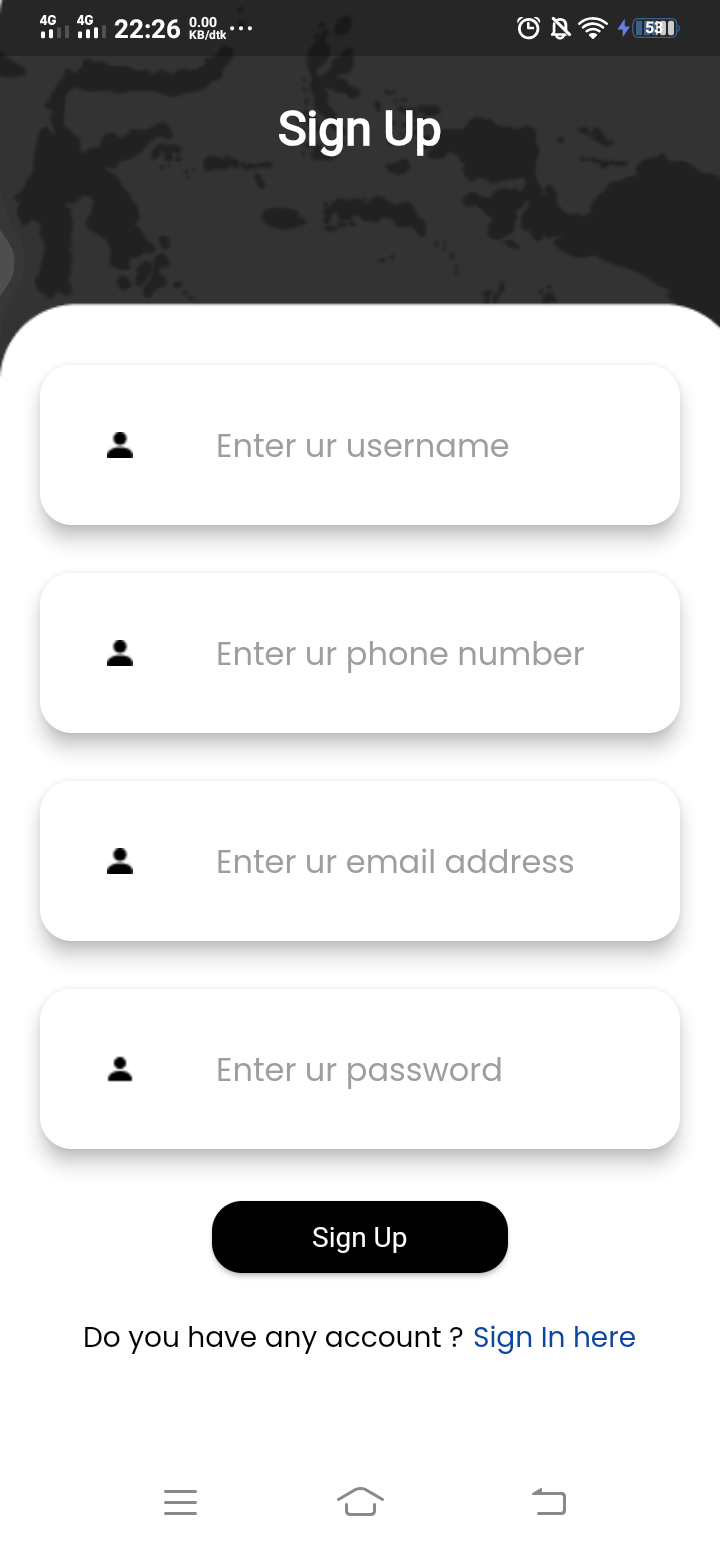 4G 4G 22:26 0.00 KB/dtk ... 53
Sign Up
Enter ur username
Enter ur phone number
Enter ur email address
Enter ur password
Sign Up
Do you have any account ? Sign In here